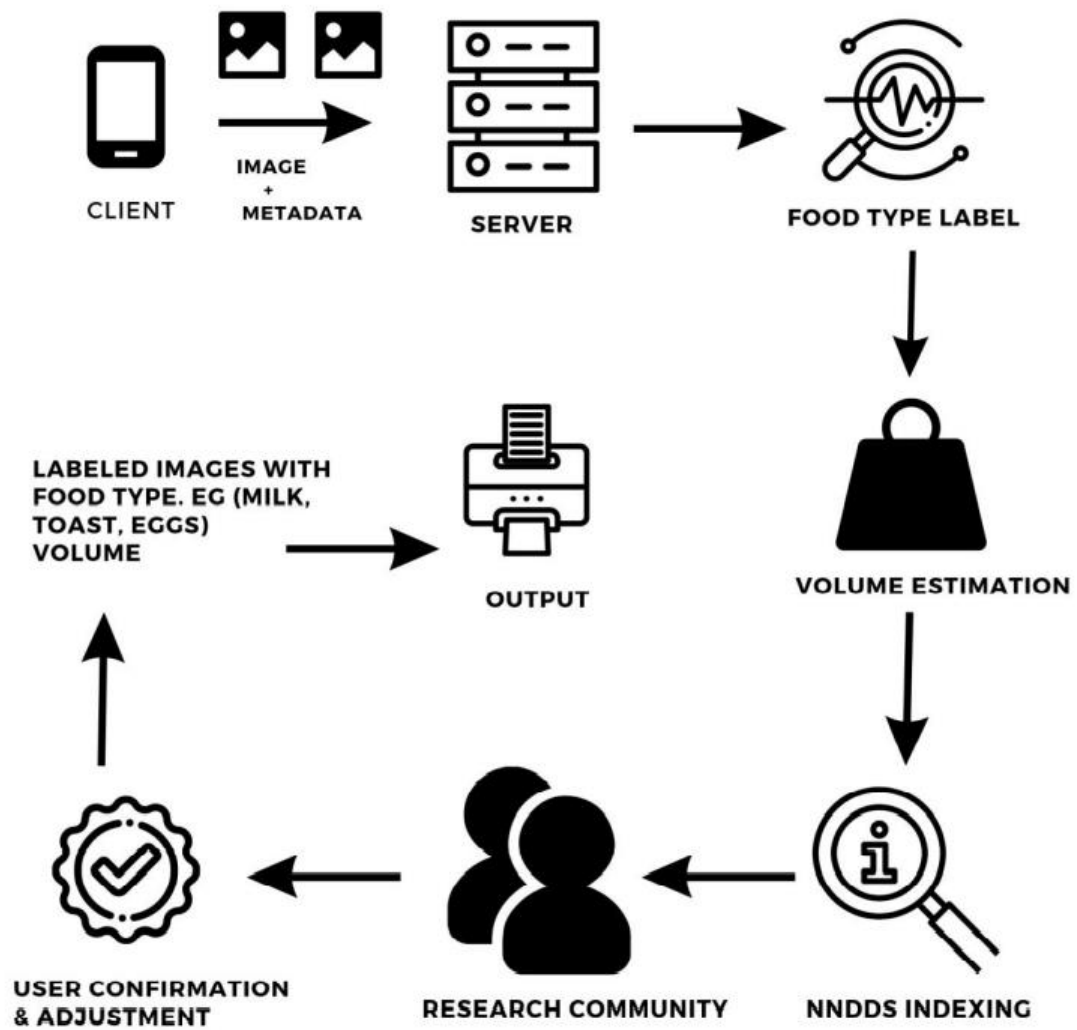 CLIENT
IMAGE
+
METADATA
SERVER
FOOD TYPE LABEL
VOLUME ESTIMATION
LABELED IMAGES WITH
FOOD TYPE. EG (MILK,
TOAST, EGGS)
VOLUME
OUTPUT
NNDDS INDEXING
RESEARCH COMMUNITY
USER CONFIRMATION
& ADJUSTMENT